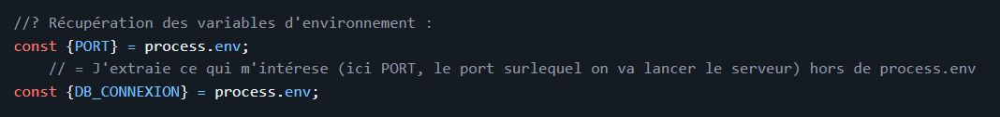 //? Récupération des variables d'environnement :
const {PORT} = process.env;
// = J'extraie ce qui m'intérese (ici PORT, le port surlequel on va lancer le serveur) hors de process.env
const {DB_CONNEXION} = process.env;